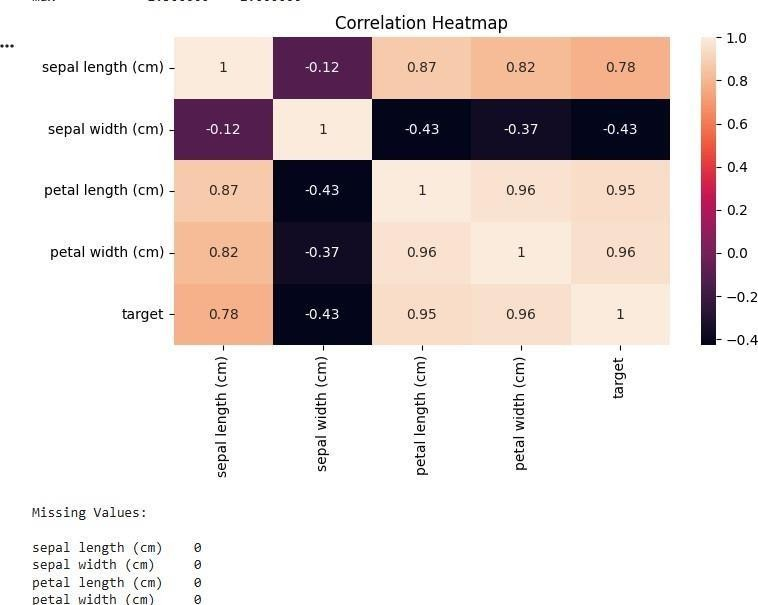 Correlation Heatmap
sepal length (cm) 1 -0.12 0.87 0.82 0.78
sepal width (cm) -0.12 1 -0.43 -0.37 -0.43
petal length (cm) 0.87 -0.43 1 0.96 0.95
petal width (cm) 0.82 -0.37 0.96 1 0.96
target 0.78 -0.43 0.95 0.96 1
sepal length (cm)
sepal width (cm)
petal length (cm)
petal width (cm)
target
1.0
0.8
0.6
0.4
0.2
0.0
−0.2
−0.4
Missing Values:
sepal length (cm) 0
sepal width (cm) 0
petal length (cm) 0
petal width (cm) 0